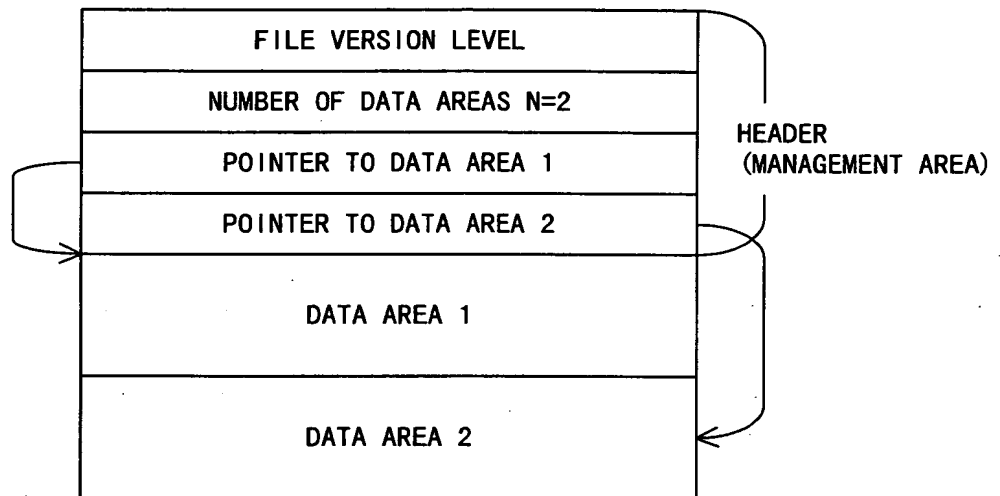 FILE VERSION LEVEL
NUMBER OF DATA AREAS N=2
POINTER TO DATA AREA 1
POINTER TO DATA AREA 2
HEADER
(MANAGEMENT AREA)
DATA AREA 1
DATA AREA 2